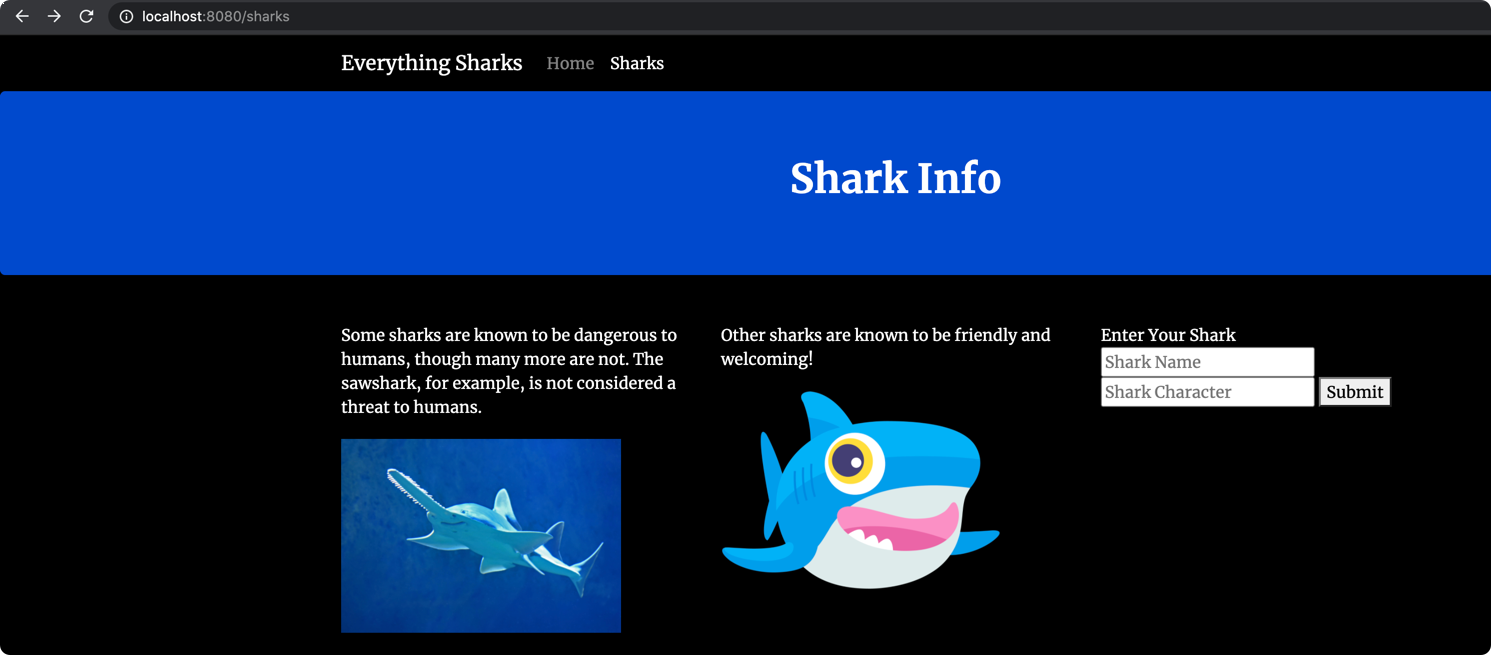 localhost:8080/sharks
Everything Sharks Home Sharks
Shark Info
Some sharks are known to be dangerous to
humans, though many more are not. The
sawshark, for example, is not considered a
threat to humans.
Other sharks are known to be friendly and
welcoming!
Enter Your Shark
Shark Name
Shark Character Submit